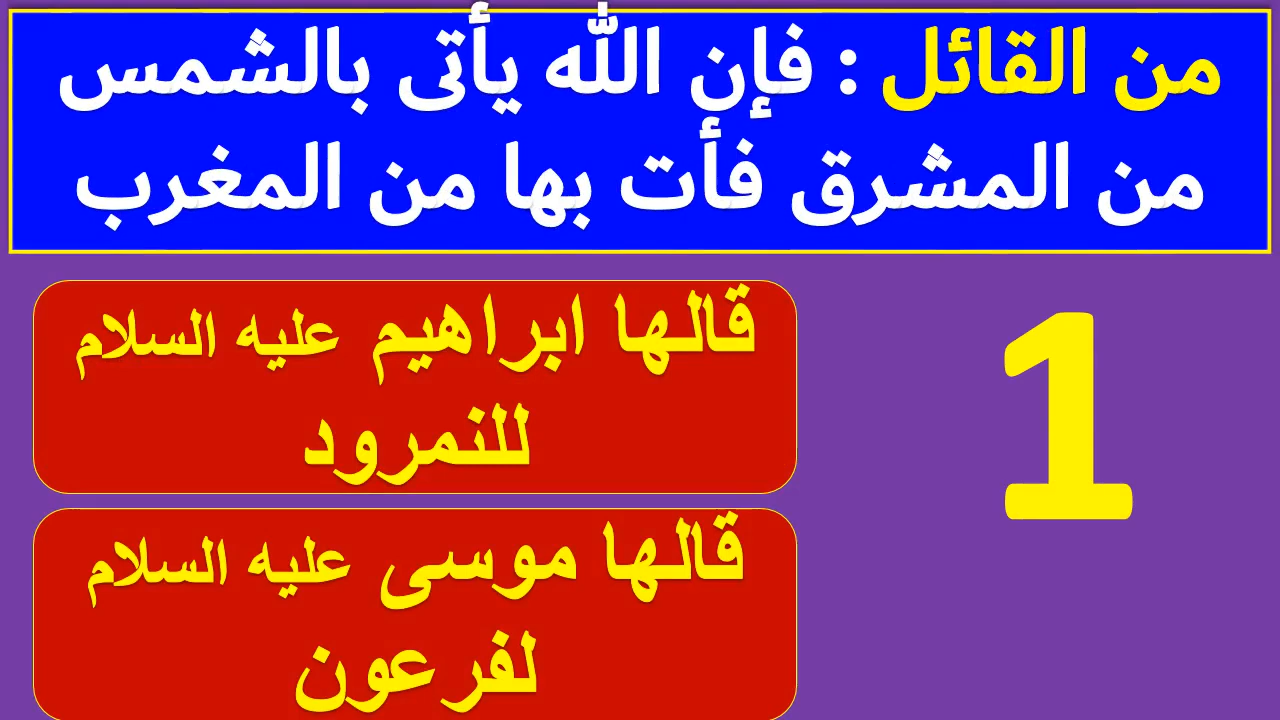 من القائل : فإن الله يأتى بالشمس
من المشرق فأت بها من المغرب
قالها ابراهيم عليه السلام
للنمرود
1
قالها موسى عليه السلام
لفرعون